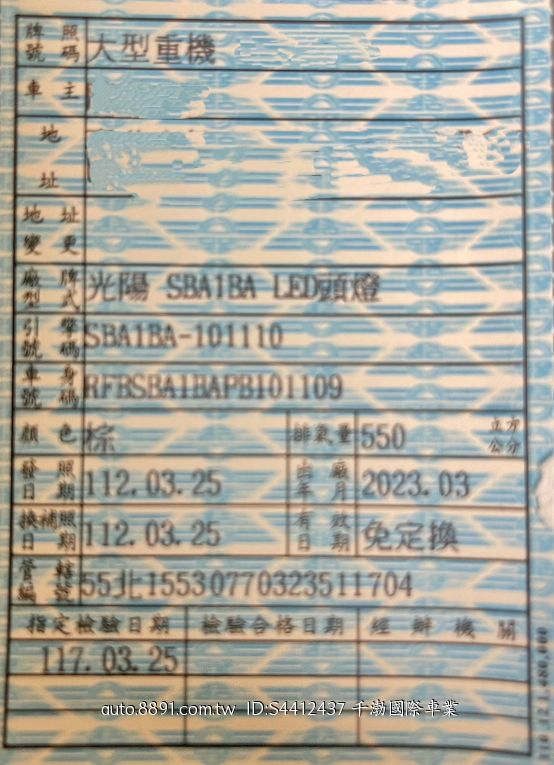 牌照號碼 大型重機
車主
地址
地址變更
廠牌型式 光陽 SBA1BA LED頭燈
引擎號碼 SBA1BA-101110
車身號碼 RFBSBA1BAPB101109
顏色 棕 排氣量 550 立方公分
發照日期 112.03.25 出廠年月 2023.03
換補照日期 112.03.25 有效日期 免定換
管轄編號 55北15530770323511704
指定檢驗日期 檢驗合格日期 經辦機關
117.03.25
auto.8891.com.tw ID:S4412437 千渤國際車業